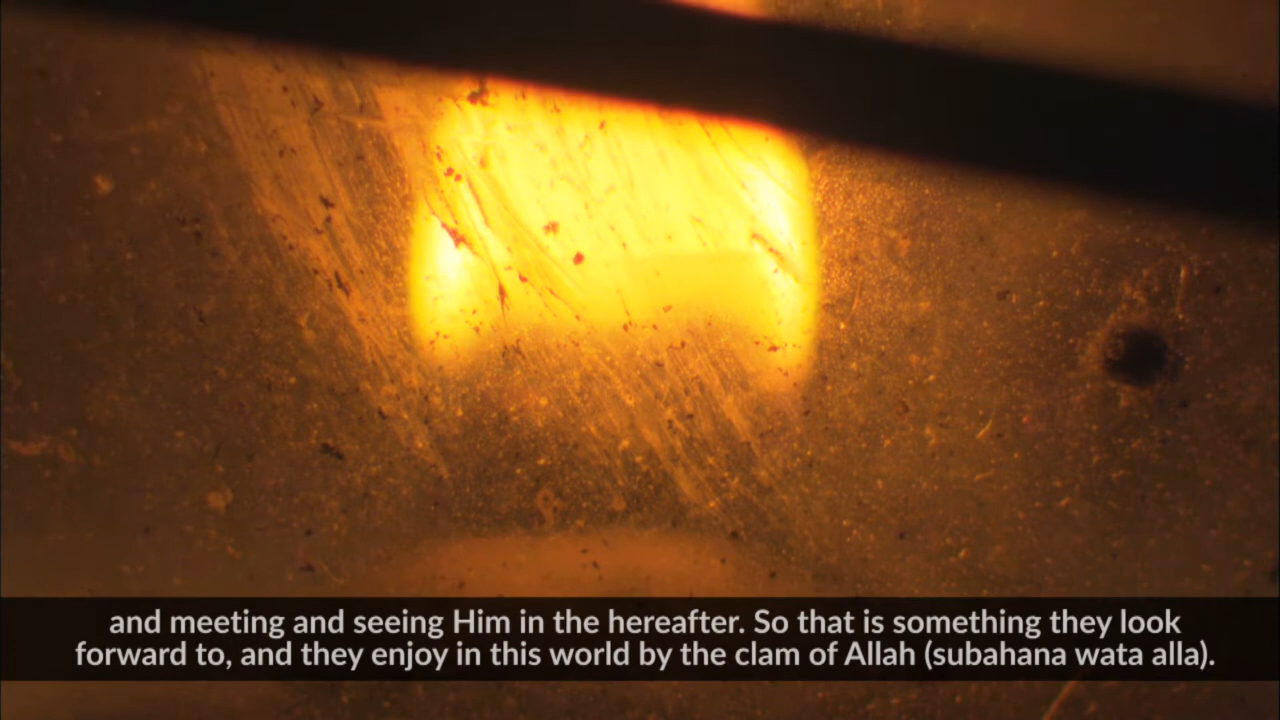 and meeting and seeing Him in the hereafter. So that is something they look
forward to, and they enjoy in this world by the clam of Allah (subahana wata alla).